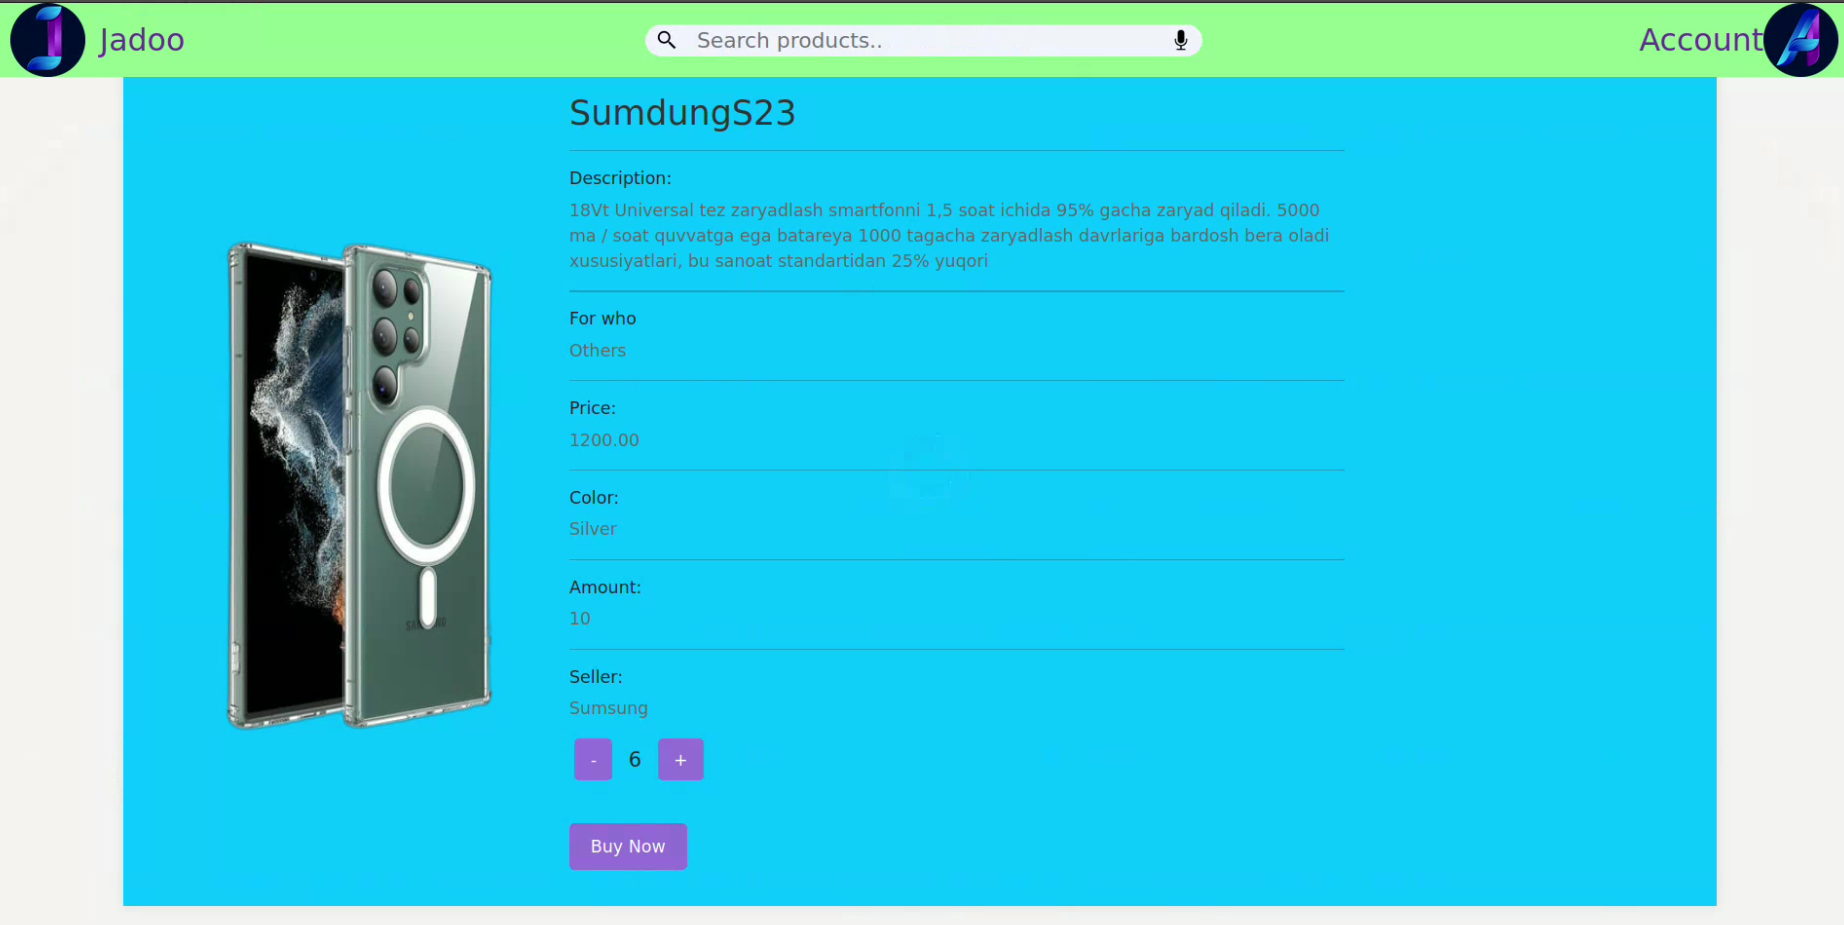 Jadoo
Search products..
Account
SumdungS23
Description:
18Vt Universal tez zaryadlash smartfonni 1,5 soat ichida 95% gacha zaryad qiladi. 5000
ma / soat quvvatga ega batareya 1000 tagacha zaryadlash davrlariga bardosh bera oladi
xususiyatlari, bu sanoat standartidan 25% yuqori
For who
Others
Price:
1200.00
Color:
Silver
Amount:
10
Seller:
Sumsung
- 6 +
Buy Now
SAMSUNG